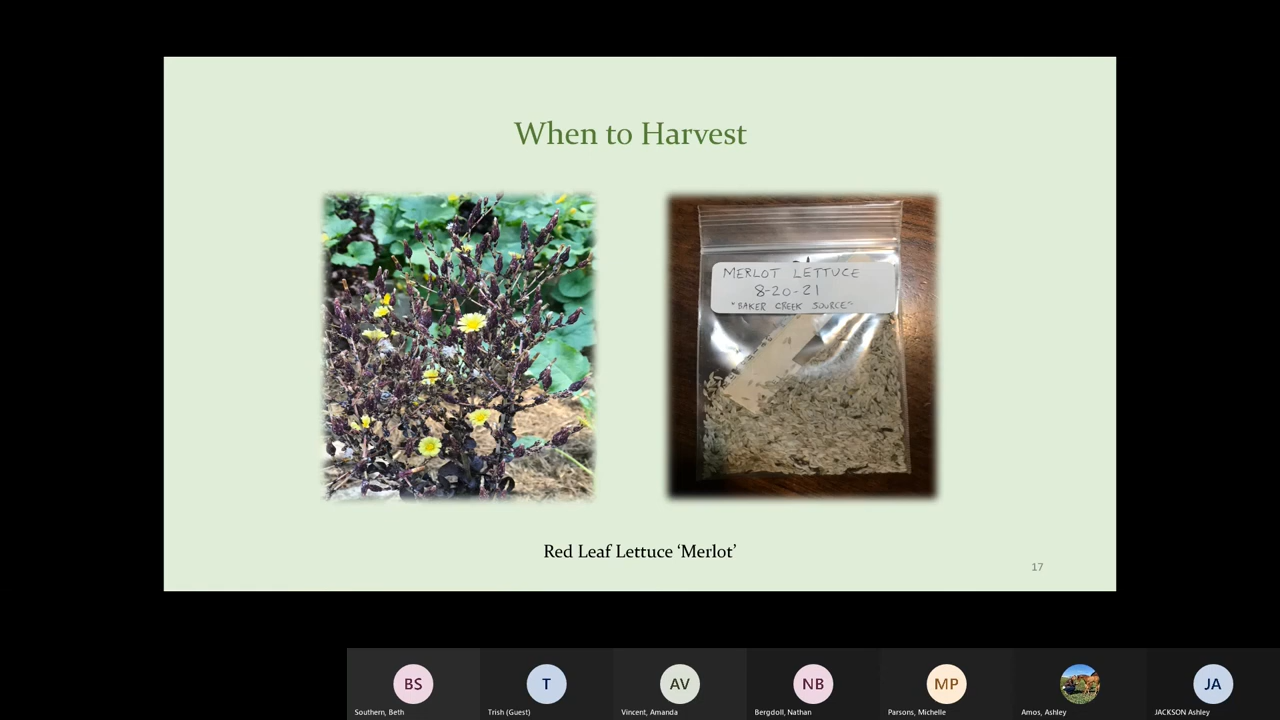 When to Harvest
MERLOT LETTUCE
8-20-21
"BAKER CREEK SOURCE"
Red Leaf Lettuce ‘Merlot’
17
BS
T
AV
NB
MP
JA
Southern, Beth
Trish (Guest)
Vincent, Amanda
Bergdoll, Nathan
Parsons, Michelle
Amos, Ashley
JACKSON Ashley